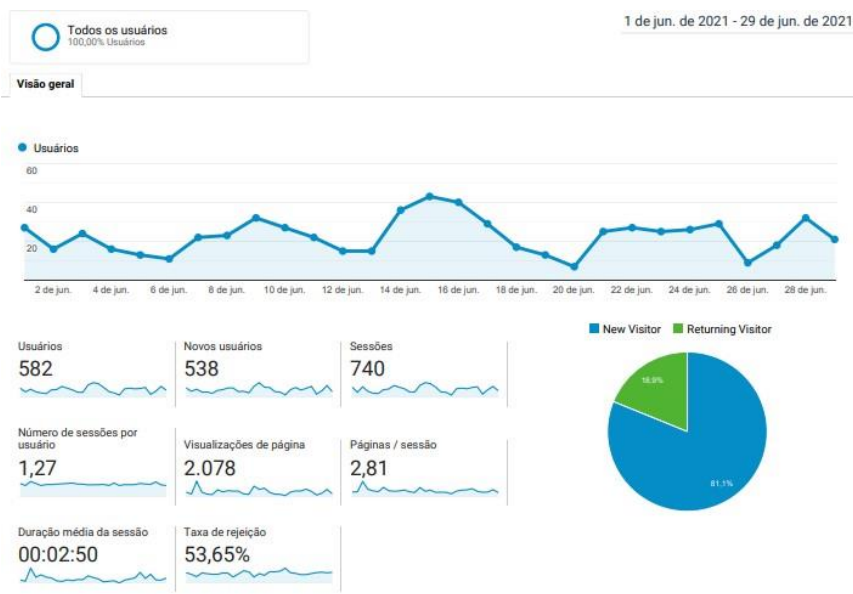 Todos os usuários
100,00% Usuários
1 de jun. de 2021 - 29 de jun. de 2021
Visão geral
Usuários
60
40
20
2 de jun. 4 de jun. 6 de jun. 8 de jun. 10 de jun. 12 de jun. 14 de jun. 16 de jun. 18 de jun. 20 de jun. 22 de jun. 24 de jun. 26 de jun. 28 de jun.
New Visitor Returning Visitor
Usuários
582
Novos usuários
538
Sessões
740
18,9%
81,1%
Número de sessões por
usuário
1,27
Visualizações de página
2.078
Páginas / sessão
2,81
Duração média da sessão
00:02:50
Taxa de rejeição
53,65%